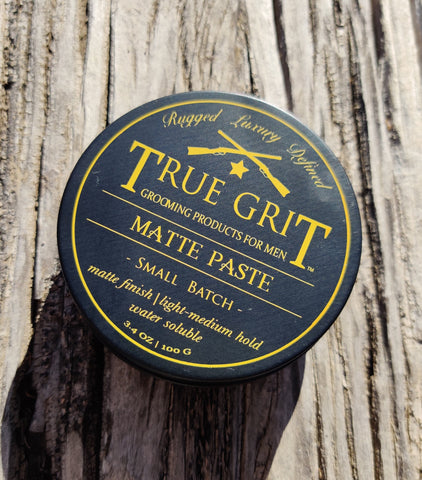 Rugged Luxury Defined
TRUE GRIT
GROOMING PRODUCTS FOR MEN
TM
MATTE PASTE
- SMALL BATCH -
matte finish | light-medium hold
water soluble
3.4 OZ | 100 G